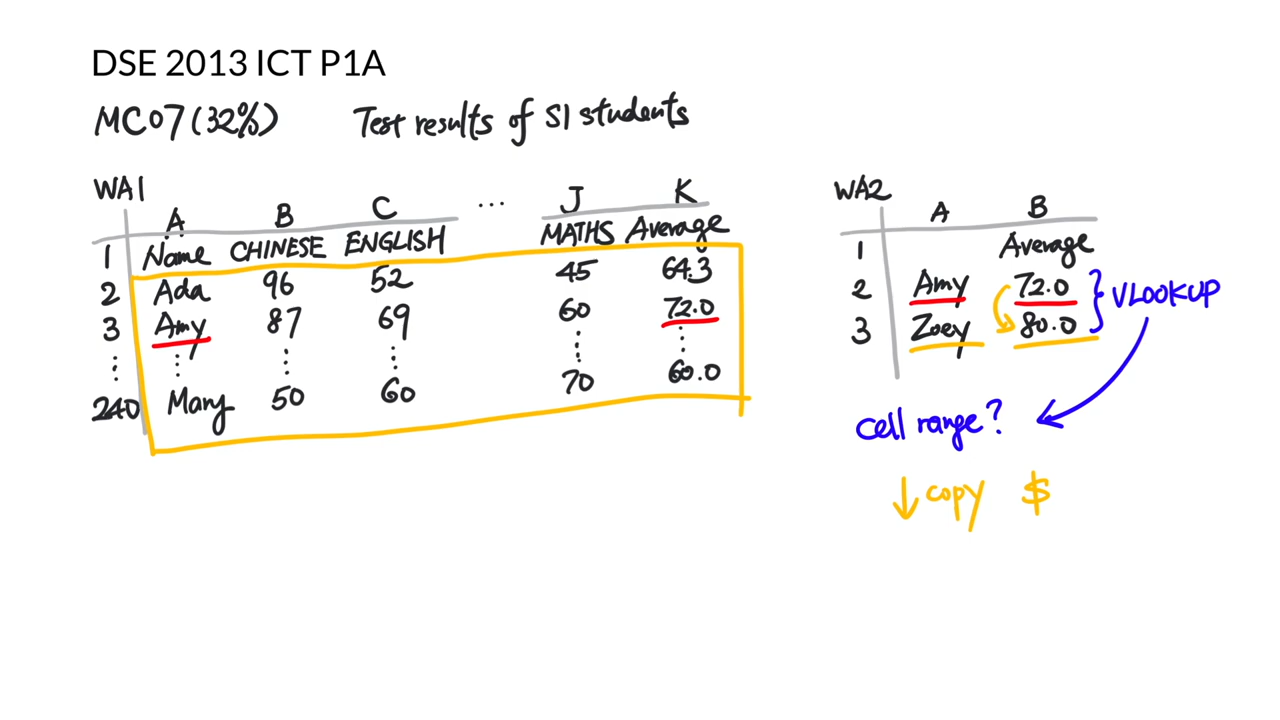 DSE 2013 ICT P1A
MC07 (32%) Test results of S1 students
WA1
A B C ... J K
1 Name CHINESE ENGLISH MATHS Average
2 Ada 96 52 45 64.3
3 Amy 87 69 60 72.0
⋮ ⋮ ⋮ ⋮ ⋮ ⋮
240 Mary 50 60 70 60.0
WA2
A B
1 Average
2 Amy 72.0
3 Zoey 80.0
} VLOOKUP
cell range?
↓ copy $